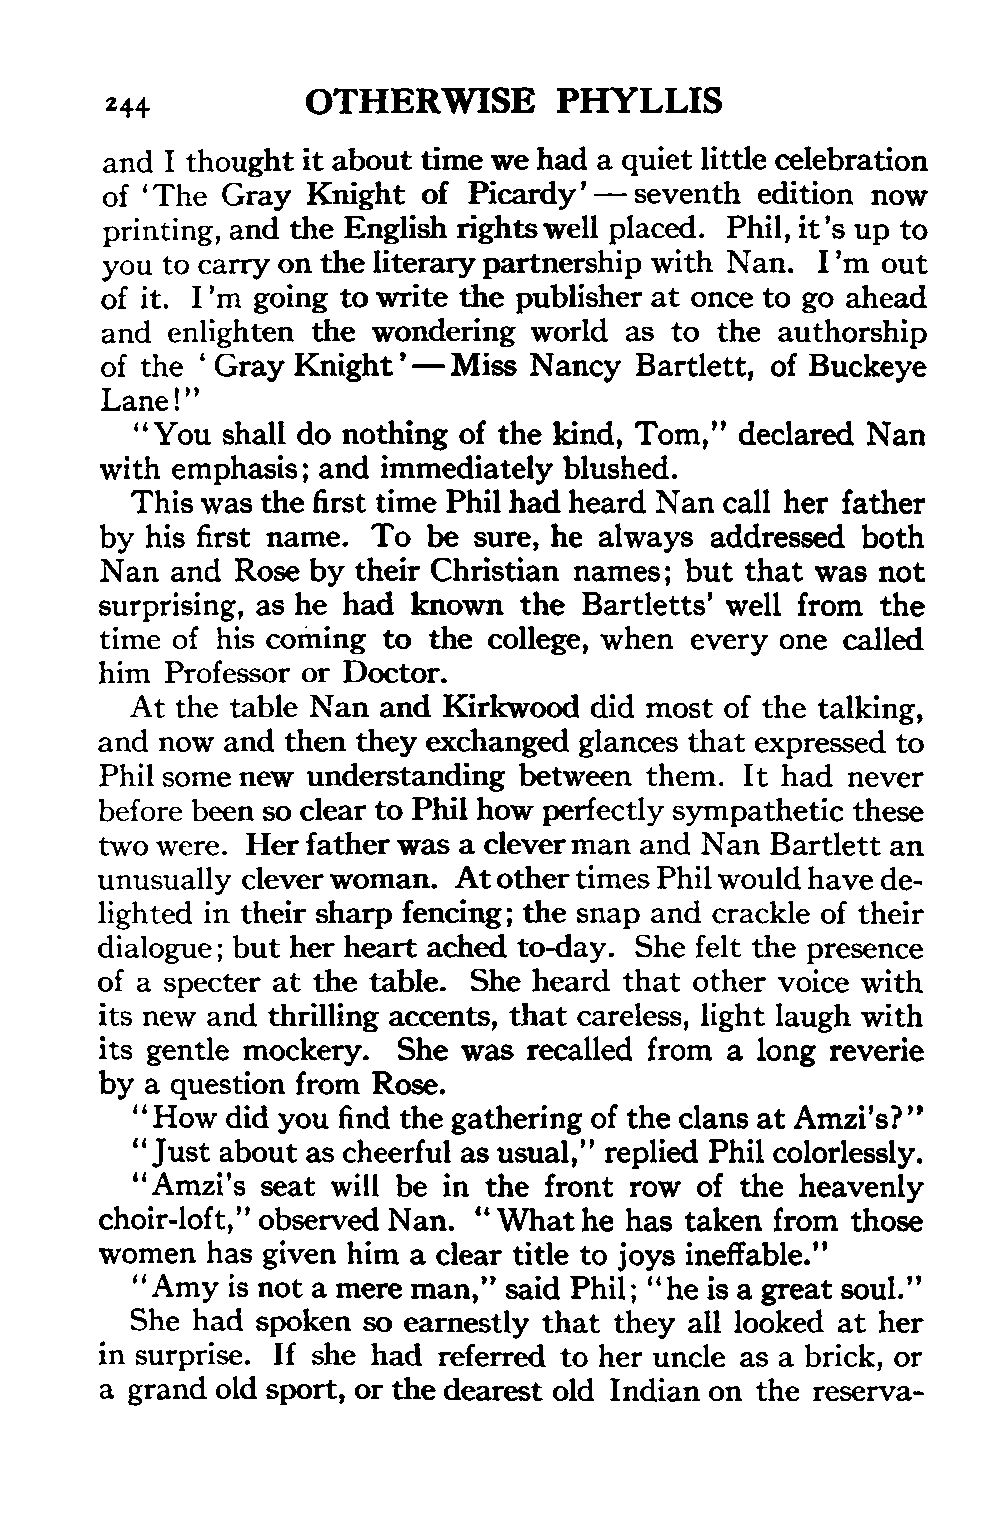 244 OTHERWISE PHYLLIS
and I thought it about time we had a quiet little celebration
of 'The Gray Knight of Picardy' — seventh edition now
printing, and the English rights well placed. Phil, it's up to
you to carry on the literary partnership with Nan. I'm out
of it. I'm going to write the publisher at once to go ahead
and enlighten the wondering world as to the authorship
of the 'Gray Knight' — Miss Nancy Bartlett, of Buckeye
Lane!"
"You shall do nothing of the kind, Tom," declared Nan
with emphasis; and immediately blushed.
This was the first time Phil had heard Nan call her father
by his first name. To be sure, he always addressed both
Nan and Rose by their Christian names; but that was not
surprising, as he had known the Bartletts' well from the
time of his coming to the college, when every one called
him Professor or Doctor.
At the table Nan and Kirkwood did most of the talking,
and now and then they exchanged glances that expressed to
Phil some new understanding between them. It had never
before been so clear to Phil how perfectly sympathetic these
two were. Her father was a clever man and Nan Bartlett an
unusually clever woman. At other times Phil would have de-
lighted in their sharp fencing; the snap and crackle of their
dialogue; but her heart ached to-day. She felt the presence
of a specter at the table. She heard that other voice with
its new and thrilling accents, that careless, light laugh with
its gentle mockery. She was recalled from a long reverie
by a question from Rose.
"How did you find the gathering of the clans at Amzi's?"
"Just about as cheerful as usual," replied Phil colorlessly.
"Amzi's seat will be in the front row of the heavenly
choir-loft," observed Nan. "What he has taken from those
women has given him a clear title to joys ineffable."
"Amy is not a mere man," said Phil; "he is a great soul."
She had spoken so earnestly that they all looked at her
in surprise. If she had referred to her uncle as a brick, or
a grand old sport, or the dearest old Indian on the reserva-